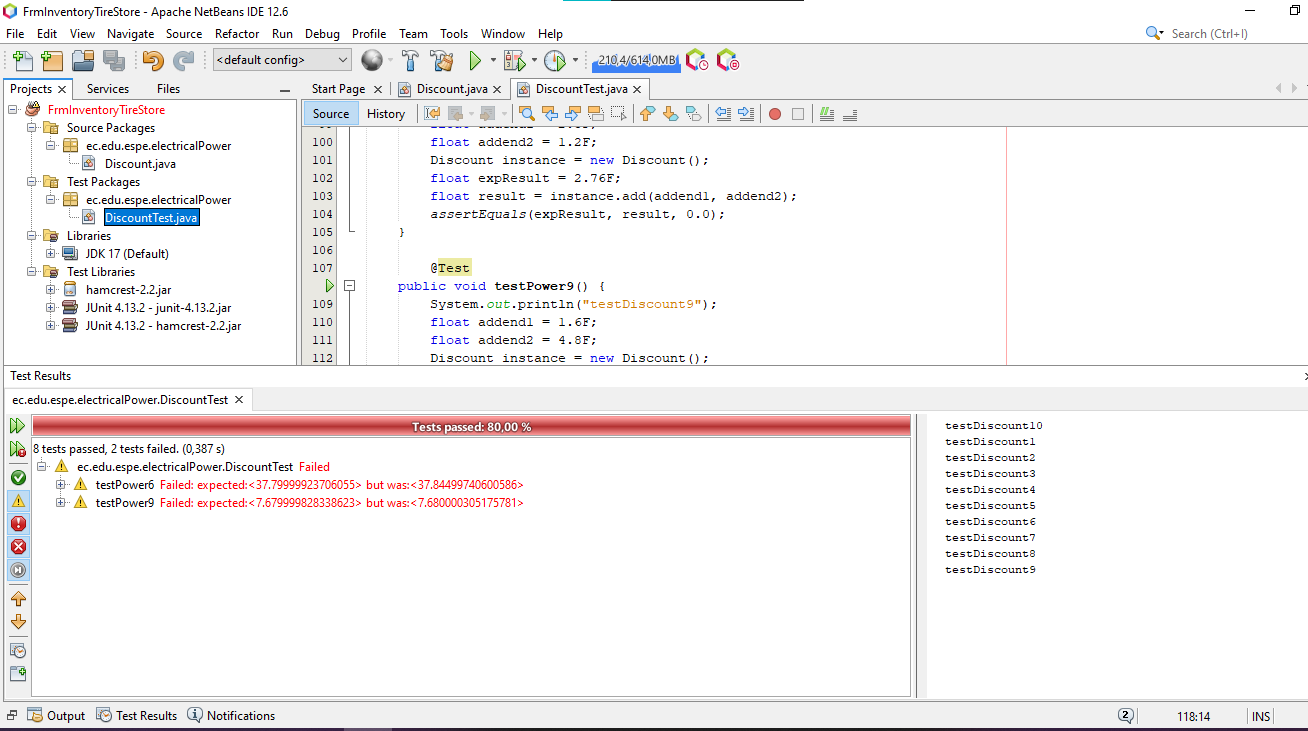 FrmInventoryTireStore - Apache NetBeans IDE 12.6
File Edit View Navigate Source Refactor Run Debug Profile Team Tools Window Help
Search (Ctrl+I)
<default config>
210,4/614,0MB
Projects Services Files
Start Page Discount.java DiscountTest.java
Source History
FrmInventoryTireStore
Source Packages
ec.edu.espe.electricalPower
Discount.java
Test Packages
ec.edu.espe.electricalPower
DiscountTest.java
Libraries
JDK 17 (Default)
Test Libraries
hamcrest-2.2.jar
JUnit 4.13.2 - junit-4.13.2.jar
JUnit 4.13.2 - hamcrest-2.2.jar
100 float addend2 = 1.2F;
101 Discount instance = new Discount();
102 float expResult = 2.76F;
103 float result = instance.add(addend1, addend2);
104 assertEquals(expResult, result, 0.0);
105 }
106
107 @Test
public void testPower9() {
109 System.out.println("testDiscount9");
110 float addend1 = 1.6F;
111 float addend2 = 4.8F;
112 Discount instance = new Discount();
Test Results
ec.edu.espe.electricalPower.DiscountTest
Tests passed: 80,00 %
8 tests passed, 2 tests failed. (0,387 s)
ec.edu.espe.electricalPower.DiscountTest Failed
testPower6 Failed: expected:<37.79999923706055> but was:<37.84499740600586>
testPower9 Failed: expected:<7.679999828338623> but was:<7.680000305175781>
testDiscount10
testDiscount1
testDiscount2
testDiscount3
testDiscount4
testDiscount5
testDiscount6
testDiscount7
testDiscount8
testDiscount9
Output Test Results Notifications
2 118:14 INS